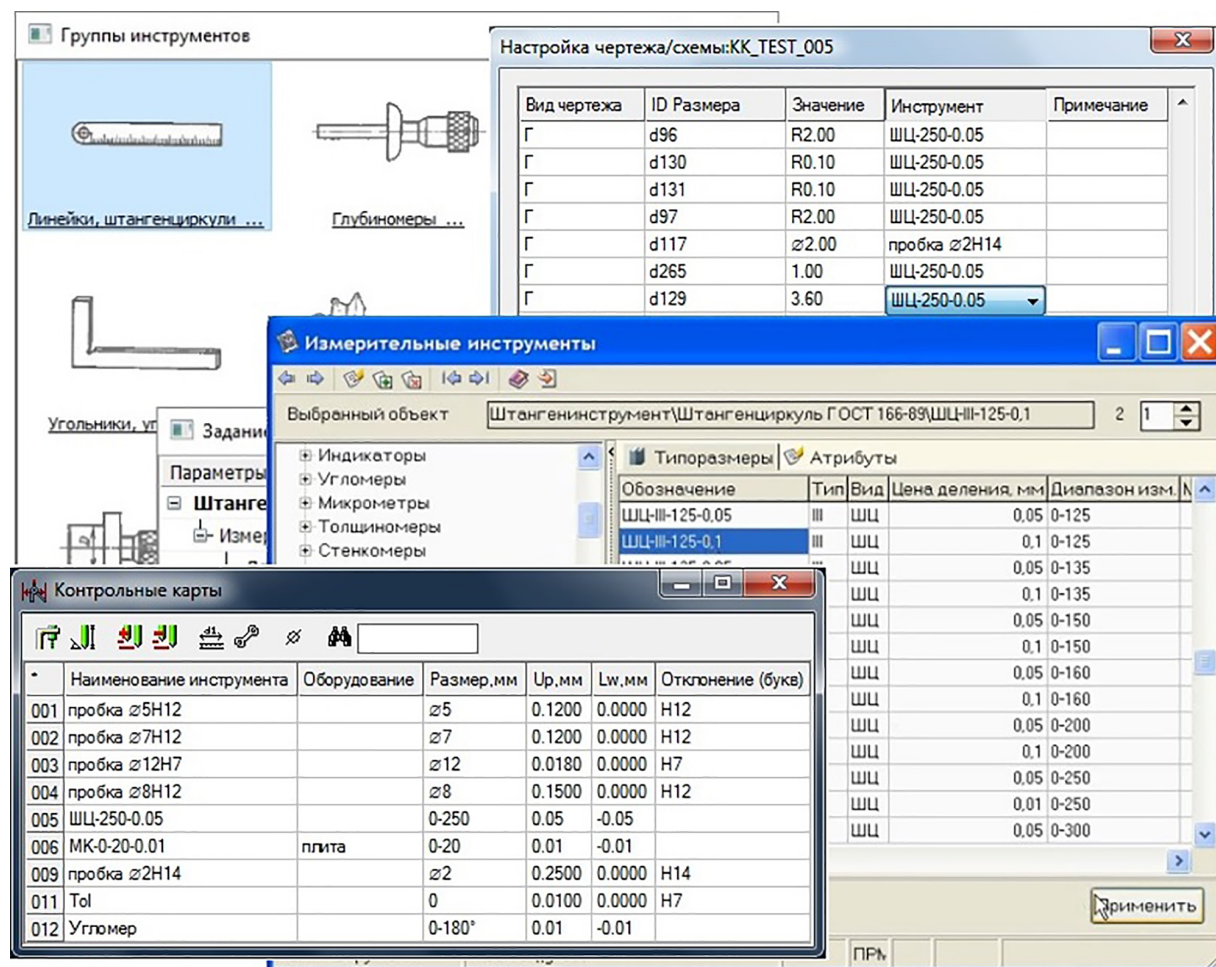 Группы инструментов
Линейки, штангенциркули ...
Глубиномеры ...
Угольники, уг
Настройка чертежа/схемы:KK_TEST_005
Вид чертежа ID Размера Значение Инструмент Примечание
Г d96 R2.00 ШЦ-250-0.05
Г d130 R0.10 ШЦ-250-0.05
Г d131 R0.10 ШЦ-250-0.05
Г d97 R2.00 ШЦ-250-0.05
Г d117 ⌀2.00 пробка ⌀2H14
Г d265 1.00 ШЦ-250-0.05
Г d129 3.60 ШЦ-250-0.05
Задани
Параметры
Штанге
Измер
Измерительные инструменты
Выбранный объект Штангенинструмент\Штангенциркуль ГОСТ 166-89\ШЦ-III-125-0,1 2 1
Индикаторы
Угломеры
Микрометры
Толщиномеры
Стенкомеры
Типоразмеры Атрибуты
Обозначение Тип Вид Цена деления, мм Диапазон изм.
ШЦ-III-125-0,05 III ШЦ 0,05 0-125
ШЦ-III-125-0,1 III ШЦ 0,1 0-125
ШЦ 0,05 0-135
ШЦ 0,1 0-135
ШЦ 0,05 0-150
ШЦ 0,1 0-150
ШЦ 0,05 0-160
ШЦ 0,1 0-160
ШЦ 0,05 0-200
ШЦ 0,1 0-200
ШЦ 0,05 0-250
ШЦ 0,01 0-250
ШЦ 0,05 0-300
Применить
Контрольные карты
* Наименование инструмента Оборудование Размер,мм Up,мм Lw,мм Отклонение (букв)
001 пробка ⌀5H12 ⌀5 0.1200 0.0000 H12
002 пробка ⌀7H12 ⌀7 0.1200 0.0000 H12
003 пробка ⌀12H7 ⌀12 0.0180 0.0000 H7
004 пробка ⌀8H12 ⌀8 0.1500 0.0000 H12
005 ШЦ-250-0.05 0-250 0.05 -0.05
006 МК-0-20-0.01 плита 0-20 0.01 -0.01
009 пробка ⌀2H14 ⌀2 0.2500 0.0000 H14
011 Tol 0 0.0100 0.0000 H7
012 Угломер 0-180° 0.01 -0.01